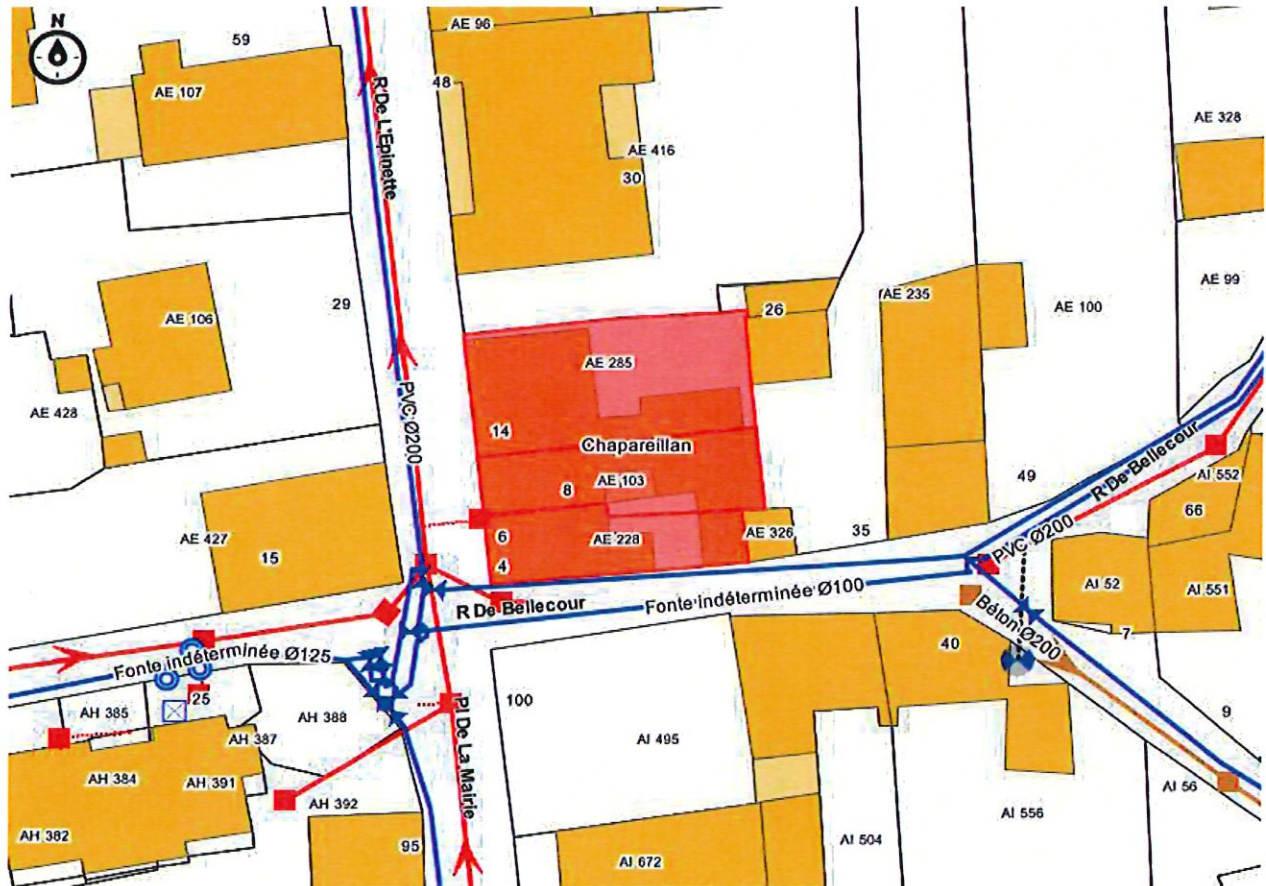 N
59
AE 96
AE 107
48
R De L'Epinette
AE 416
30
AE 328
AE 106
29
AE 428
26
AE 235
AE 100
AE 99
AE 285
PVC Ø200
14
Chapareillan
8
AE 103
AE 427
15
6
4
AE 228
AE 326
35
49
R De Bellecour
AI 552
66
PVC Ø200
AI 52
AI 551
R De Bellecour
Fonte indéterminée Ø100
Béton Ø200
7
40
Fonte indéterminée Ø125
25
AH 385
AH 388
AH 387
100
Pl De La Mairie
AI 495
9
AH 384
AH 391
AH 392
AI 56
AI 556
AI 504
AH 382
95
AI 672